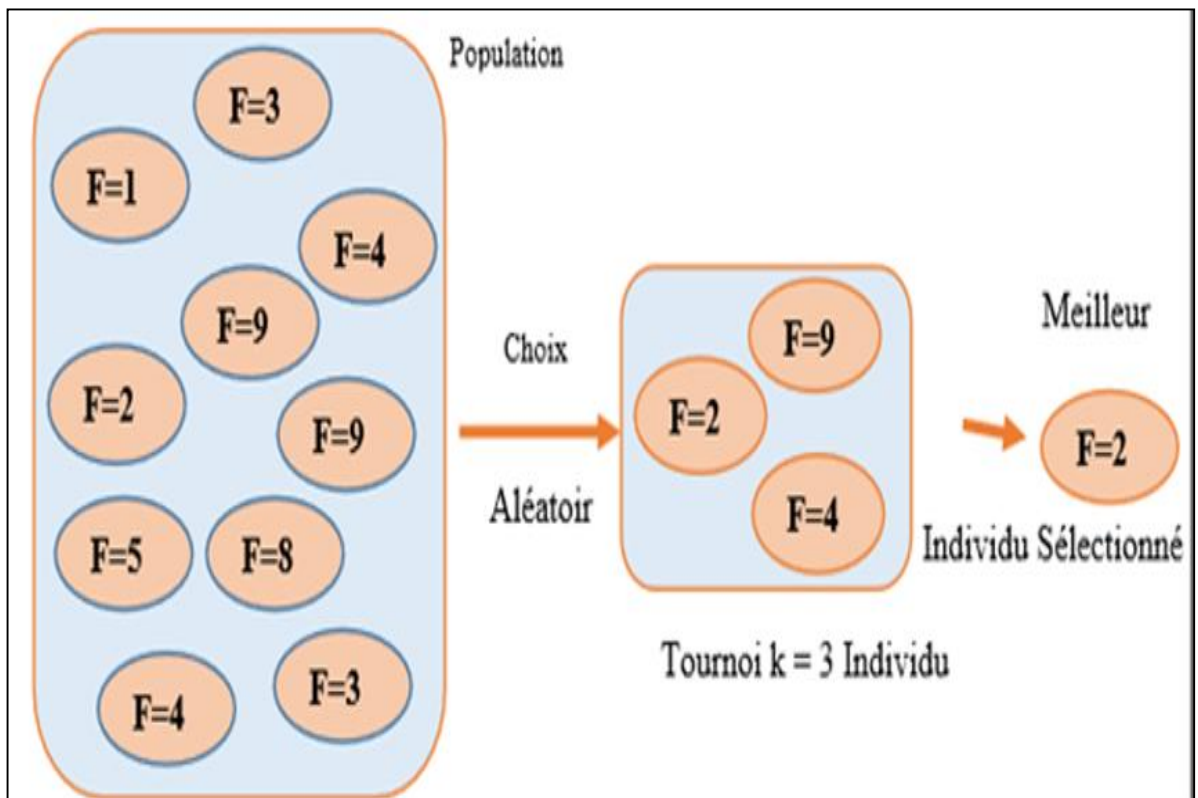 Population
F=3
F=1
F=4
F=9
F=2
F=9
F=5
F=8
F=4
F=3
Choix
Aléatoir
F=9
F=2
F=4
Tournoi k = 3 Individu
Meilleur
F=2
Individu Sélectionné